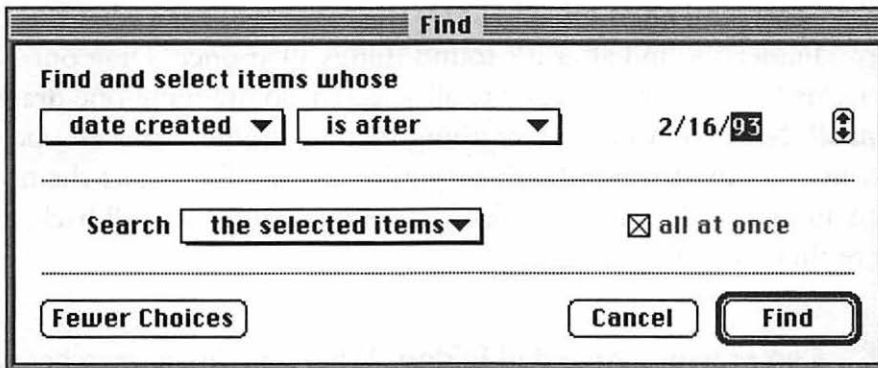 Find
Find and select items whose
date created is after 2/16/93
Search the selected items all at once
Fewer Choices Cancel Find